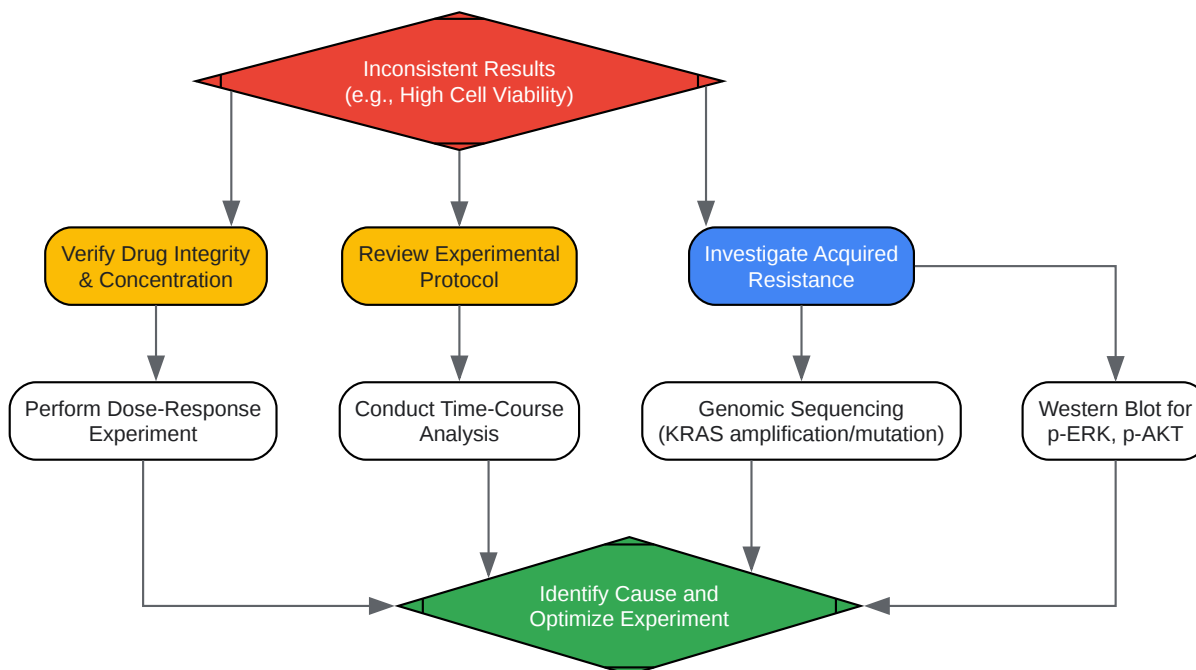 Inconsistent Results
(e.g., High Cell Viability)
Verify Drug Integrity
& Concentration
Review Experimental
Protocol
Investigate Acquired
Resistance
Perform Dose-Response
Experiment
Conduct Time-Course
Analysis
Genomic Sequencing
(KRAS amplification/mutation)
Western Blot for
p-ERK, p-AKT
Identify Cause and
Optimize Experiment